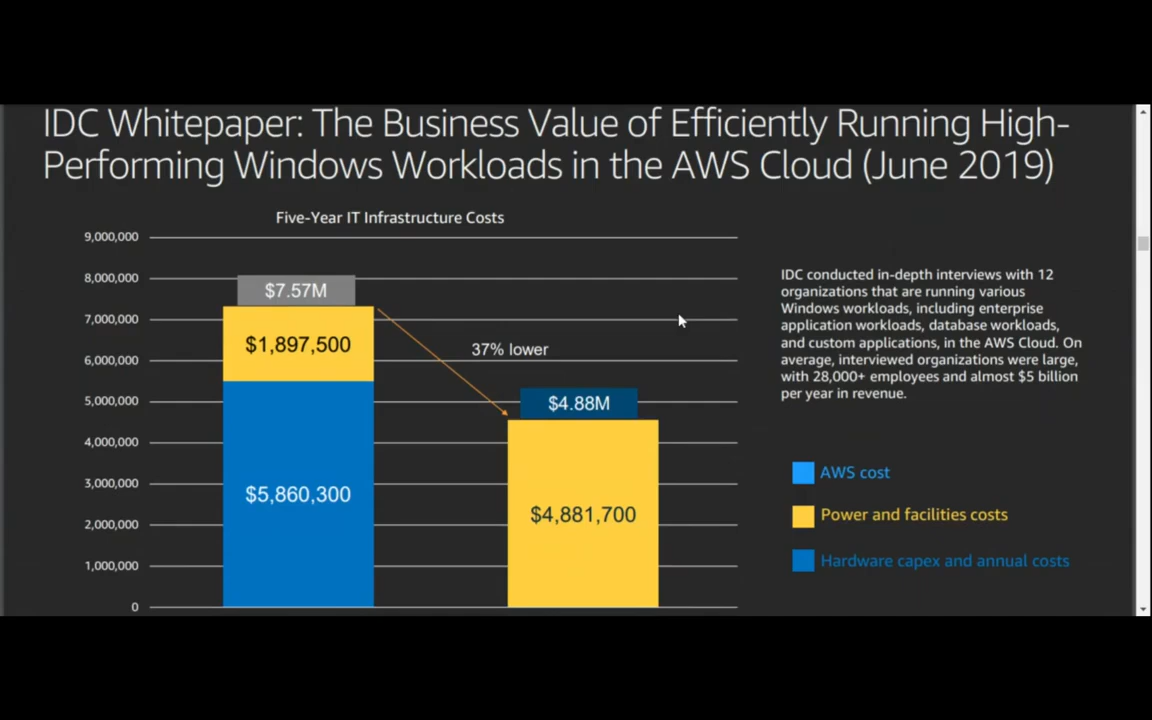 IDC Whitepaper: The Business Value of Efficiently Running High-
Performing Windows Workloads in the AWS Cloud (June 2019)
Five-Year IT Infrastructure Costs
9,000,000
8,000,000
7,000,000
6,000,000
5,000,000
4,000,000
3,000,000
2,000,000
1,000,000
0
$7.57M
$1,897,500
$5,860,300
37% lower
$4.88M
$4,881,700
IDC conducted in-depth interviews with 12
organizations that are running various
Windows workloads, including enterprise
application workloads, database workloads,
and custom applications, in the AWS Cloud. On
average, interviewed organizations were large,
with 28,000+ employees and almost $5 billion
per year in revenue.
AWS cost
Power and facilities costs
Hardware capex and annual costs